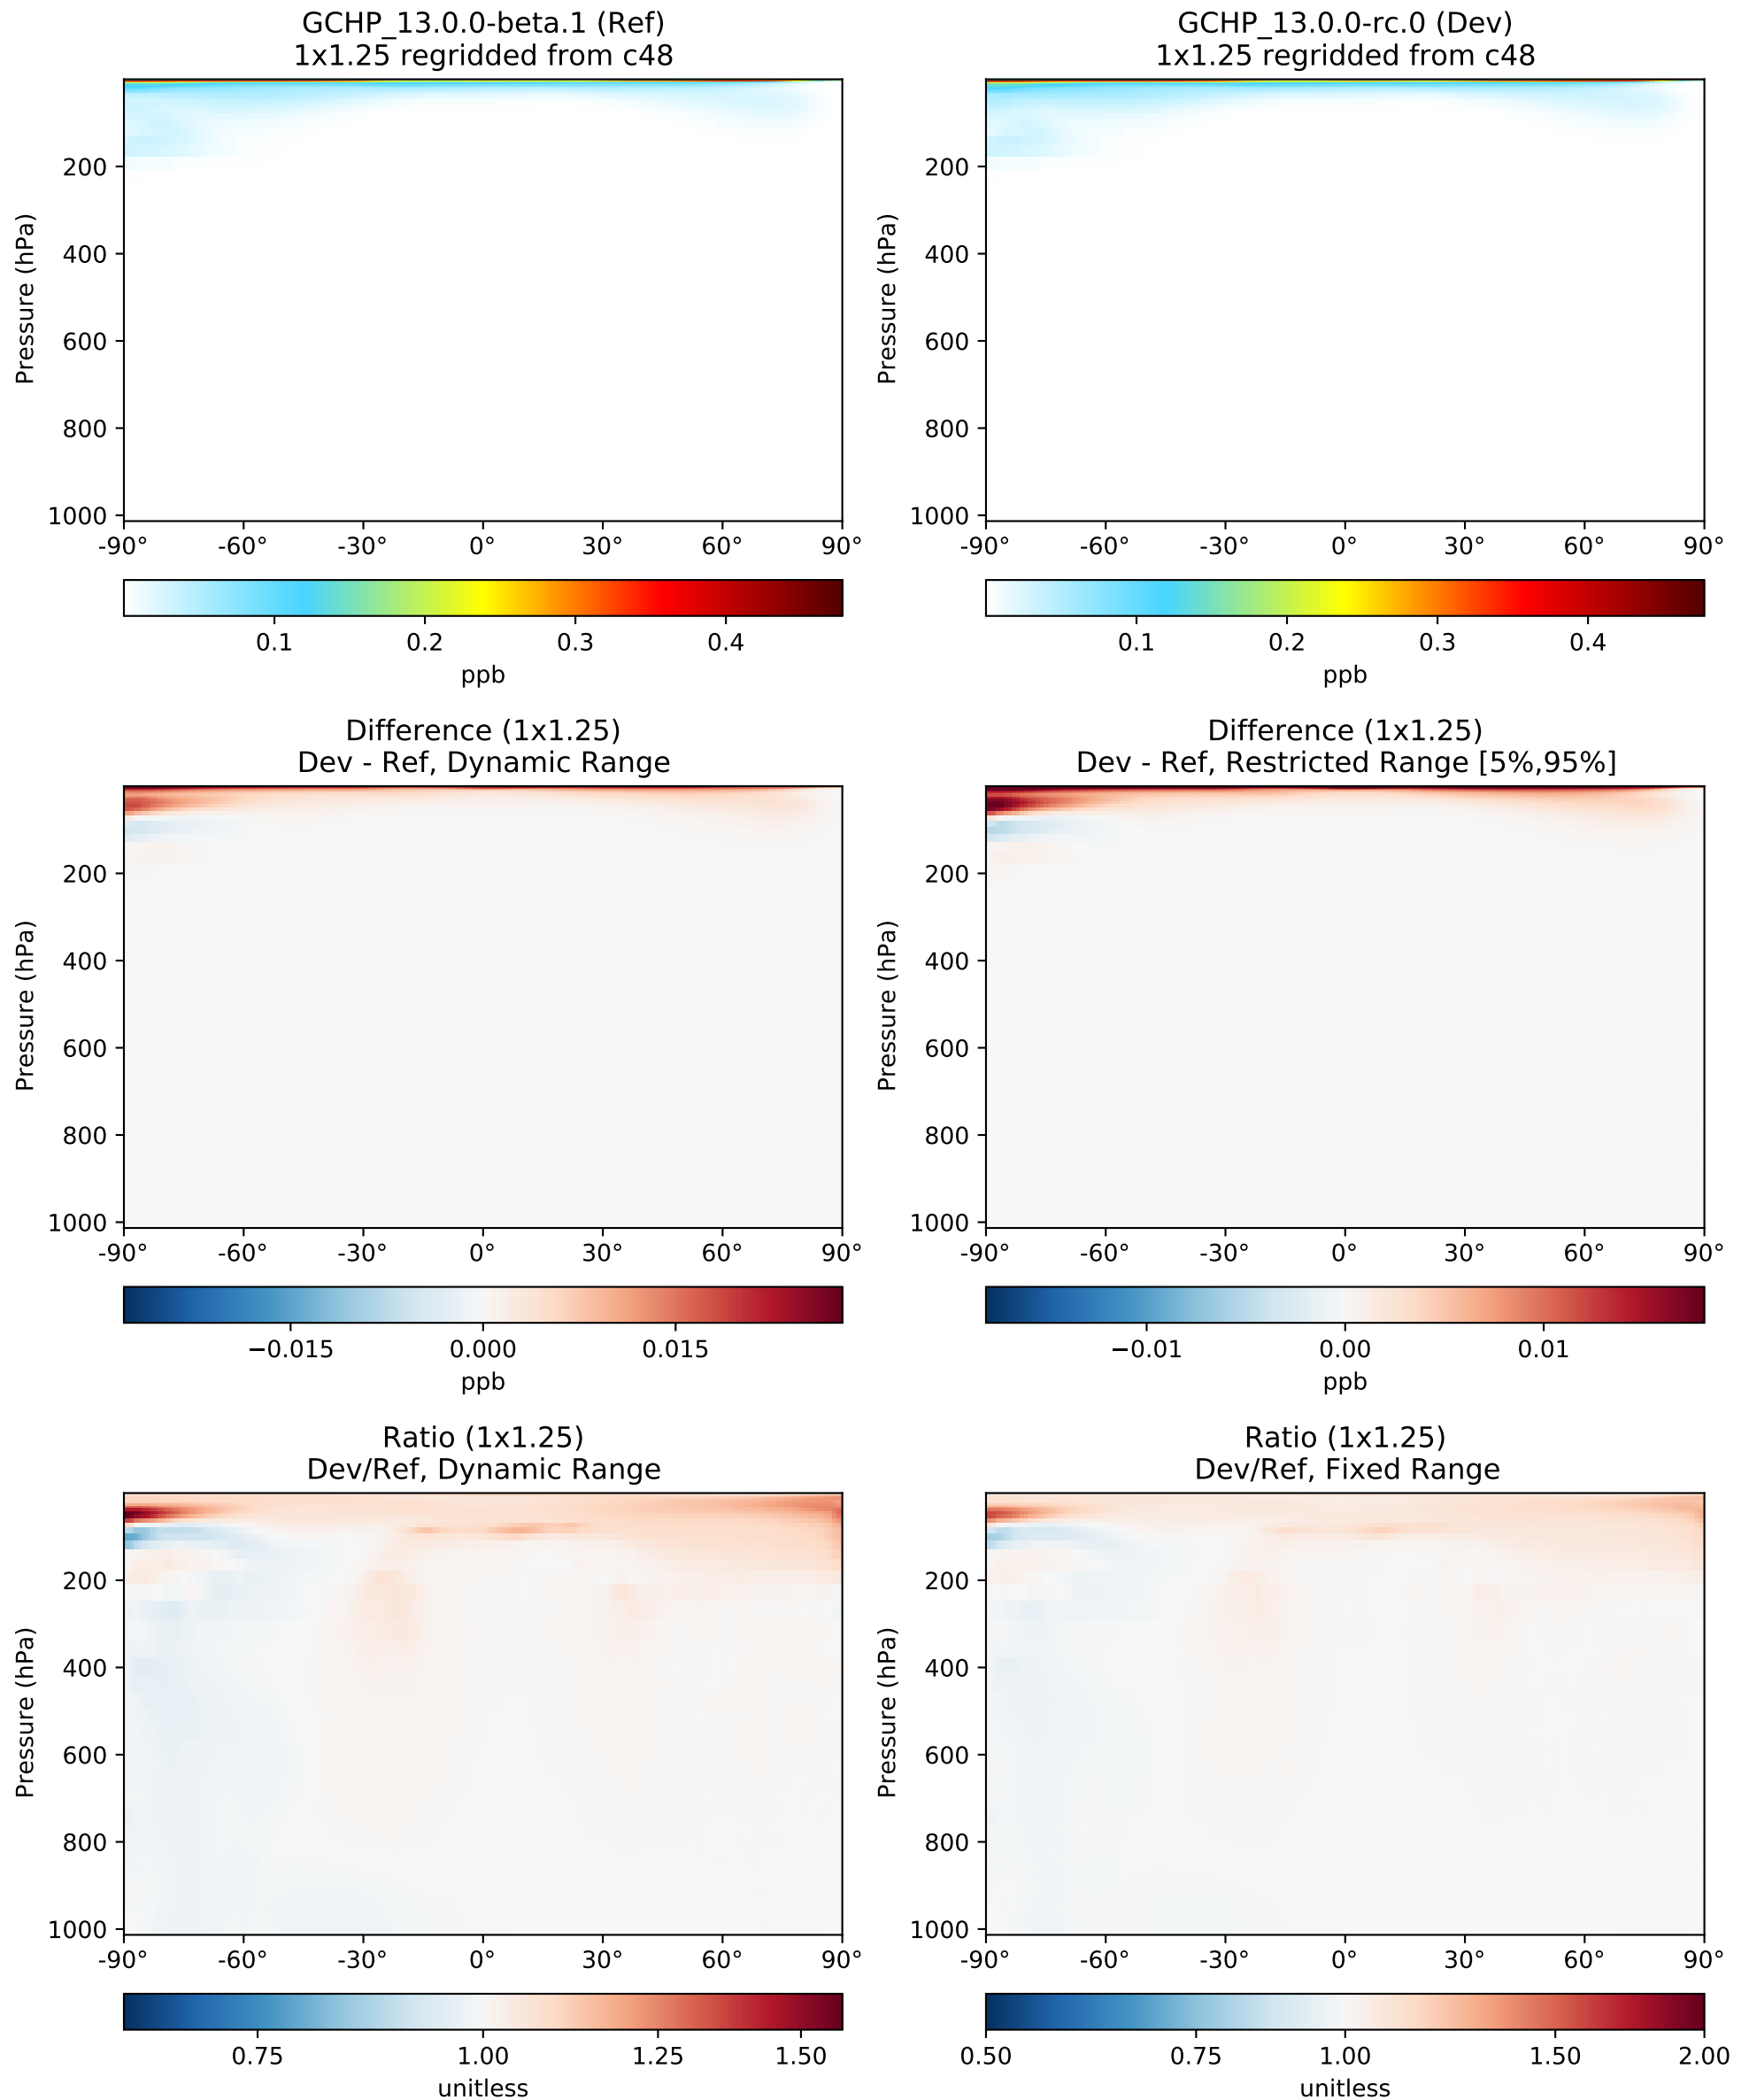 GCHP_13.0.0-beta.1 (Ref)
1x1.25 regridded from c48
Pressure (hPa)
200
400
600
800
1000
-90° -60° -30° 0° 30° 60° 90°
0.1 0.2 0.3 0.4
ppb
GCHP_13.0.0-rc.0 (Dev)
1x1.25 regridded from c48
Pressure (hPa)
200
400
600
800
1000
-90° -60° -30° 0° 30° 60° 90°
0.1 0.2 0.3 0.4
ppb
Difference (1x1.25)
Dev - Ref, Dynamic Range
Pressure (hPa)
200
400
600
800
1000
-90° -60° -30° 0° 30° 60° 90°
−0.015 0.000 0.015
ppb
Difference (1x1.25)
Dev - Ref, Restricted Range [5%,95%]
Pressure (hPa)
200
400
600
800
1000
-90° -60° -30° 0° 30° 60° 90°
−0.01 0.00 0.01
ppb
Ratio (1x1.25)
Dev/Ref, Dynamic Range
Pressure (hPa)
200
400
600
800
1000
-90° -60° -30° 0° 30° 60° 90°
0.75 1.00 1.25 1.50
unitless
Ratio (1x1.25)
Dev/Ref, Fixed Range
Pressure (hPa)
200
400
600
800
1000
-90° -60° -30° 0° 30° 60° 90°
0.50 0.75 1.00 1.50 2.00
unitless